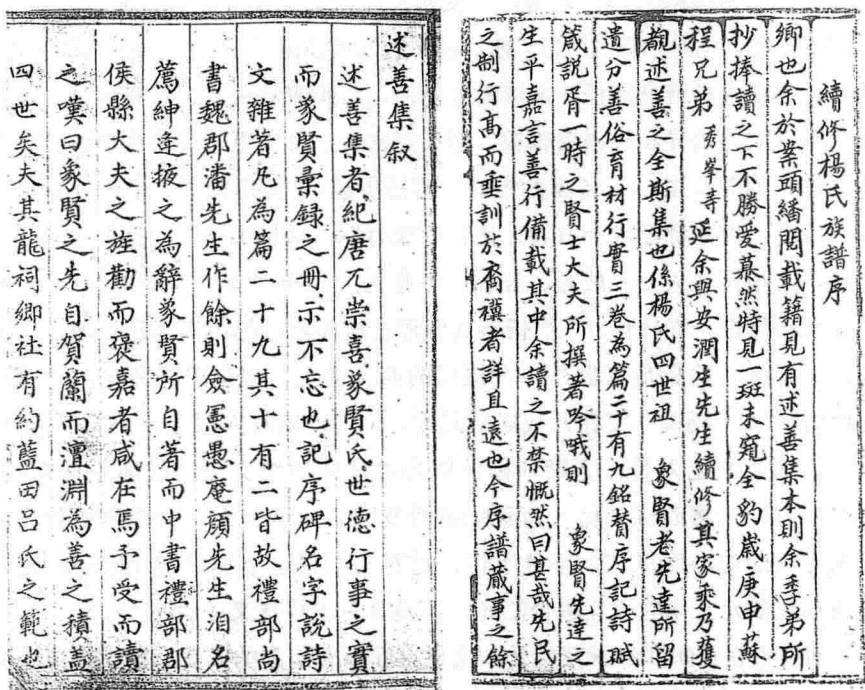 續修楊氏族譜序
卿也余於案頭繙閱載籍見有述善集本則余季弟所
抄捧讀之下不勝愛慕然特見一斑未窺全豹歲庚申蘇
程兄弟秀峯寺延余與安潤生先生續修其家乘乃獲
覩述善之全斯集也係楊氏四世祖 象賢老先達所留
遺分善俗育材行實三卷為篇二十有九銘贊序記詩賦
箴説胥一時之賢士大夫所撰著吟哦則 象賢先達之
生平嘉言善行備載其中余讀之不禁慨然曰甚哉先民
之制行高而垂訓於裔禩者詳且遠也今序譜蕆事之餘
述善集叙
述善集者紀唐兀崇喜象賢氏世德行事之實
而象賢彙録之冊示不忘也記序碑名字說詩
文雜著凡為篇二十九其十有二皆故禮部尚
書魏郡潘先生作餘則僉憲愚庵顔先生洎名
薦紳逢掖之為辭象賢所自著而中書禮部郡
侯縣大夫之旌勸而褒嘉者咸在焉予受而讀
之嘆曰象賢之先自賀蘭而澶淵為善之積盖
四世矣夫其龍祠鄉社有約藍田吕氏之範也